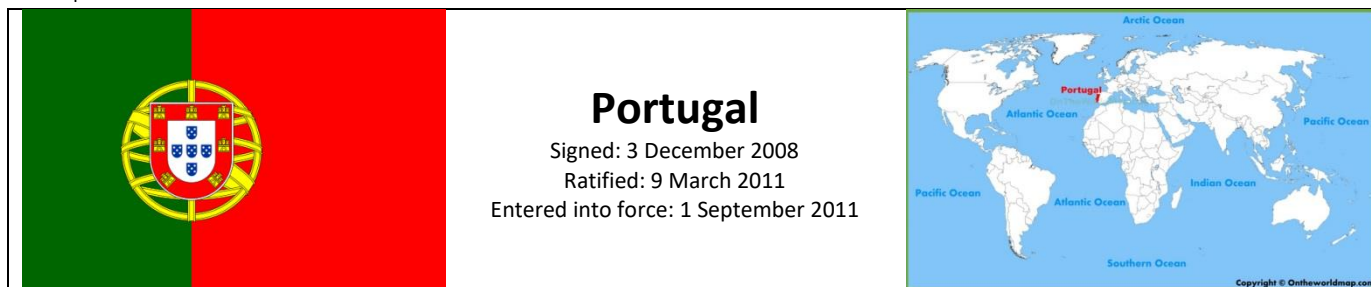 Portugal
Signed: 3 December 2008
Ratified: 9 March 2011
Entered into force: 1 September 2011
Arctic Ocean
Portugal
Atlantic Ocean
Pacific Ocean
Indian Ocean
Pacific Ocean
Atlantic Ocean
Southern Ocean
Copyright © Ontheworldmap.com